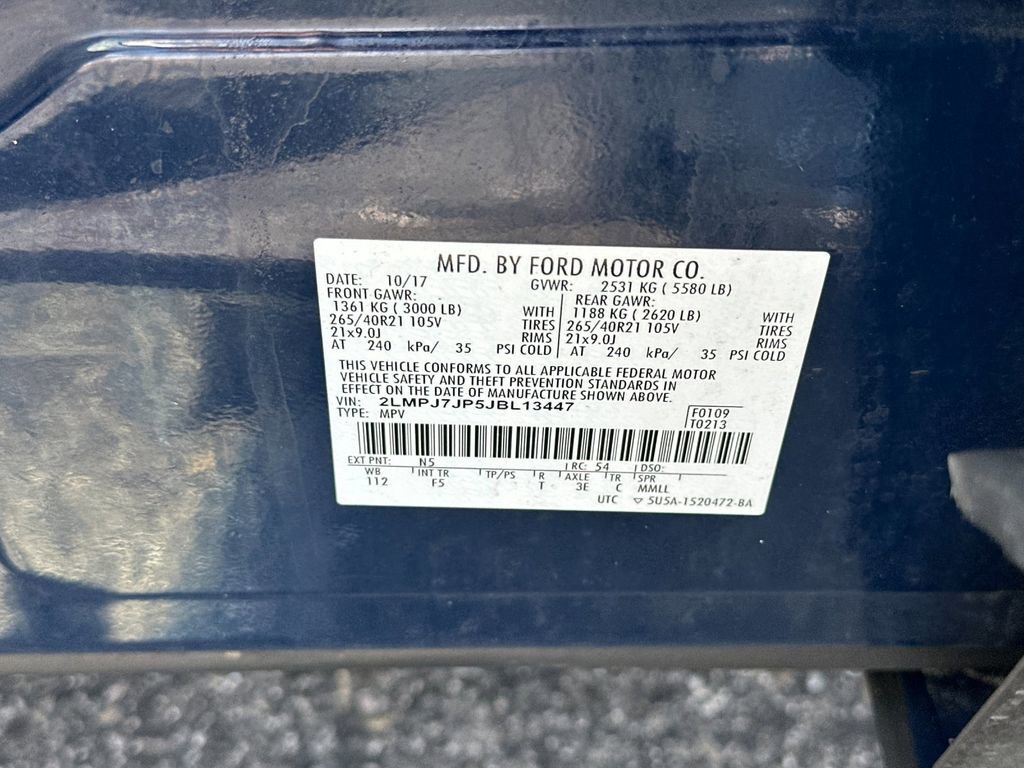 MFD. BY FORD MOTOR CO.
DATE: 10/17 GVWR: 2531 KG ( 5580 LB)
FRONT GAWR: REAR GAWR:
1361 KG ( 3000 LB) WITH 1188 KG ( 2620 LB) WITH
265/40R21 105V TIRES 265/40R21 105V TIRES
21x9.0J RIMS 21x9.0J RIMS
AT 240 kPa/ 35 PSI COLD AT 240 kPa/ 35 PSI COLD
THIS VEHICLE CONFORMS TO ALL APPLICABLE FEDERAL MOTOR
VEHICLE SAFETY AND THEFT PREVENTION STANDARDS IN
EFFECT ON THE DATE OF MANUFACTURE SHOWN ABOVE.
VIN: 2LMPJ7JP5JBL13447
TYPE: MPV
F0109
T0213
EXT PNT: N5 RC: 54 DSO:
WB INT TR TP/PS R AXLE TR SPR
112 F5 T 3E C MMLL
UTC ▽ 5U5A-1520472-BA